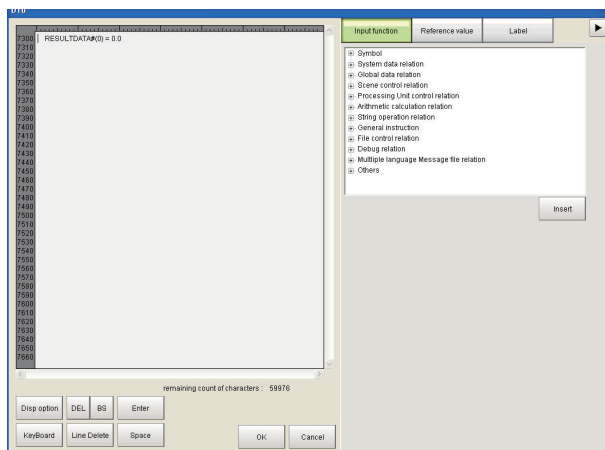 D10
Input function
Reference value
Label
7300 RESULTDATA#(0) = 0.0
7310
7320
7330
7340
7350
7360
7370
7380
7390
7400
7410
7420
7430
7440
7450
7460
7470
7480
7490
7500
7510
7520
7530
7540
7550
7560
7570
7580
7590
7600
7610
7620
7630
7640
7650
7660
Symbol
System data relation
Global data relation
Scene control relation
Processing Unit control relation
Arithmetic calculation relation
String operation relation
General instruction
File control relation
Debug relation
Multliple language Message file relation
Others
Insert
remaining count of characters : 59976
Disp option
DEL
BS
Enter
KeyBoard
Line Delete
Space
OK
Cancel